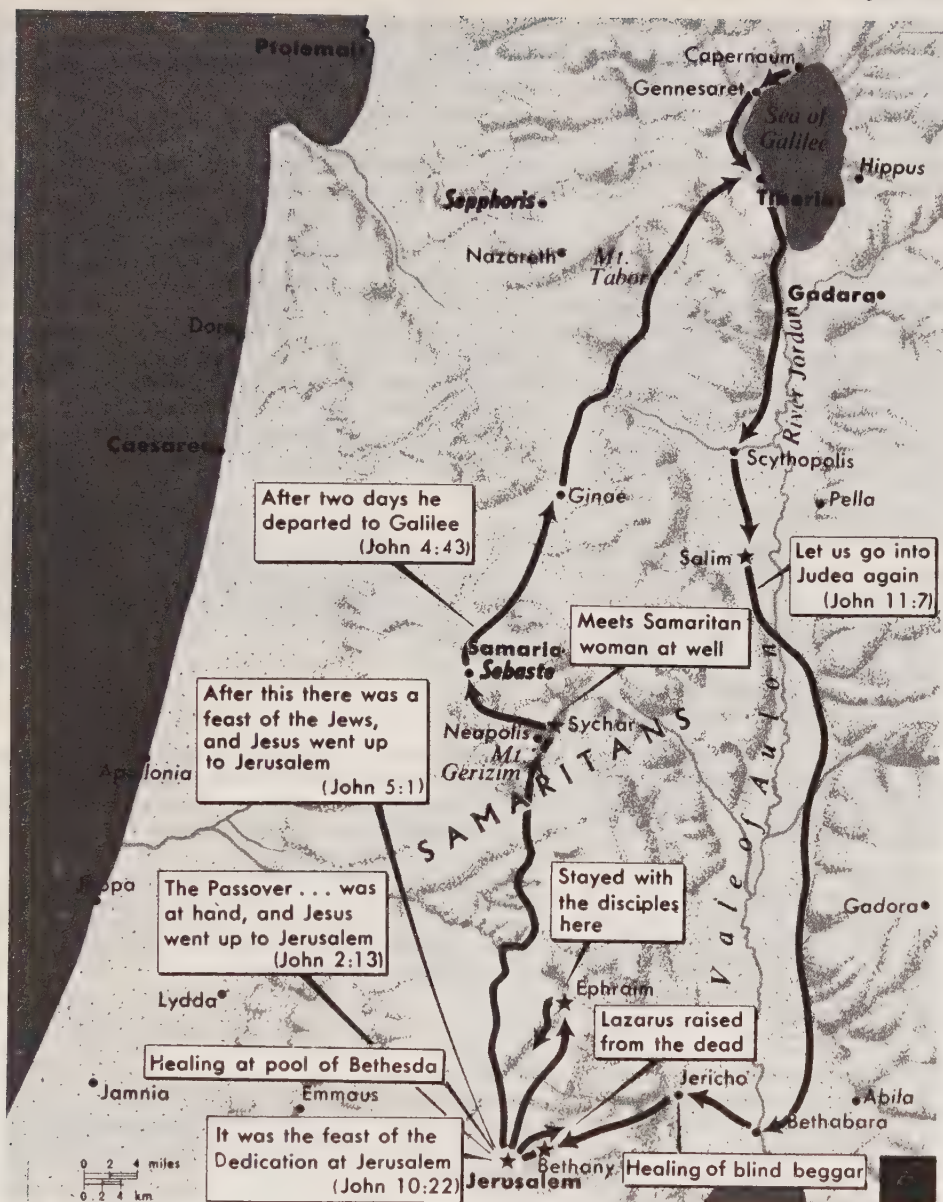 Ptolemai
Capernaum
Gennesaret
Sea of
Galilee
Hippus
Tiberia
Sepphoris
Nazareth
Mt.
Tabor
Gadara
River Jordan
Dora
Caesarea
Scythopolis
Ginae
Pella
After two days he
departed to Galilee
(John 4:43)
Salim
Let us go into
Judea again
(John 11:7)
Meets Samaritan
woman at well
Samaria
Sebaste
After this there was a
feast of the Jews,
and Jesus went up
to Jerusalem
(John 5:1)
Sychar
Neapolis
Mt.
Gerizim
SAMARITANS
Apollonia
Vale of Aulon
Joppa
The Passover ... was
at hand, and Jesus
went up to Jerusalem
(John 2:13)
Stayed with
the disciples
here
Gadora
Lydda
Ephraim
Lazarus raised
from the dead
Healing at pool of Bethesda
Jericho
Jamnia
Emmaus
Abila
Bethabara
It was the feast of the
Dedication at Jerusalem
(John 10:22)
Bethany
Healing of blind beggar
Jerusalem
0 2 4 miles
0 2 4 km